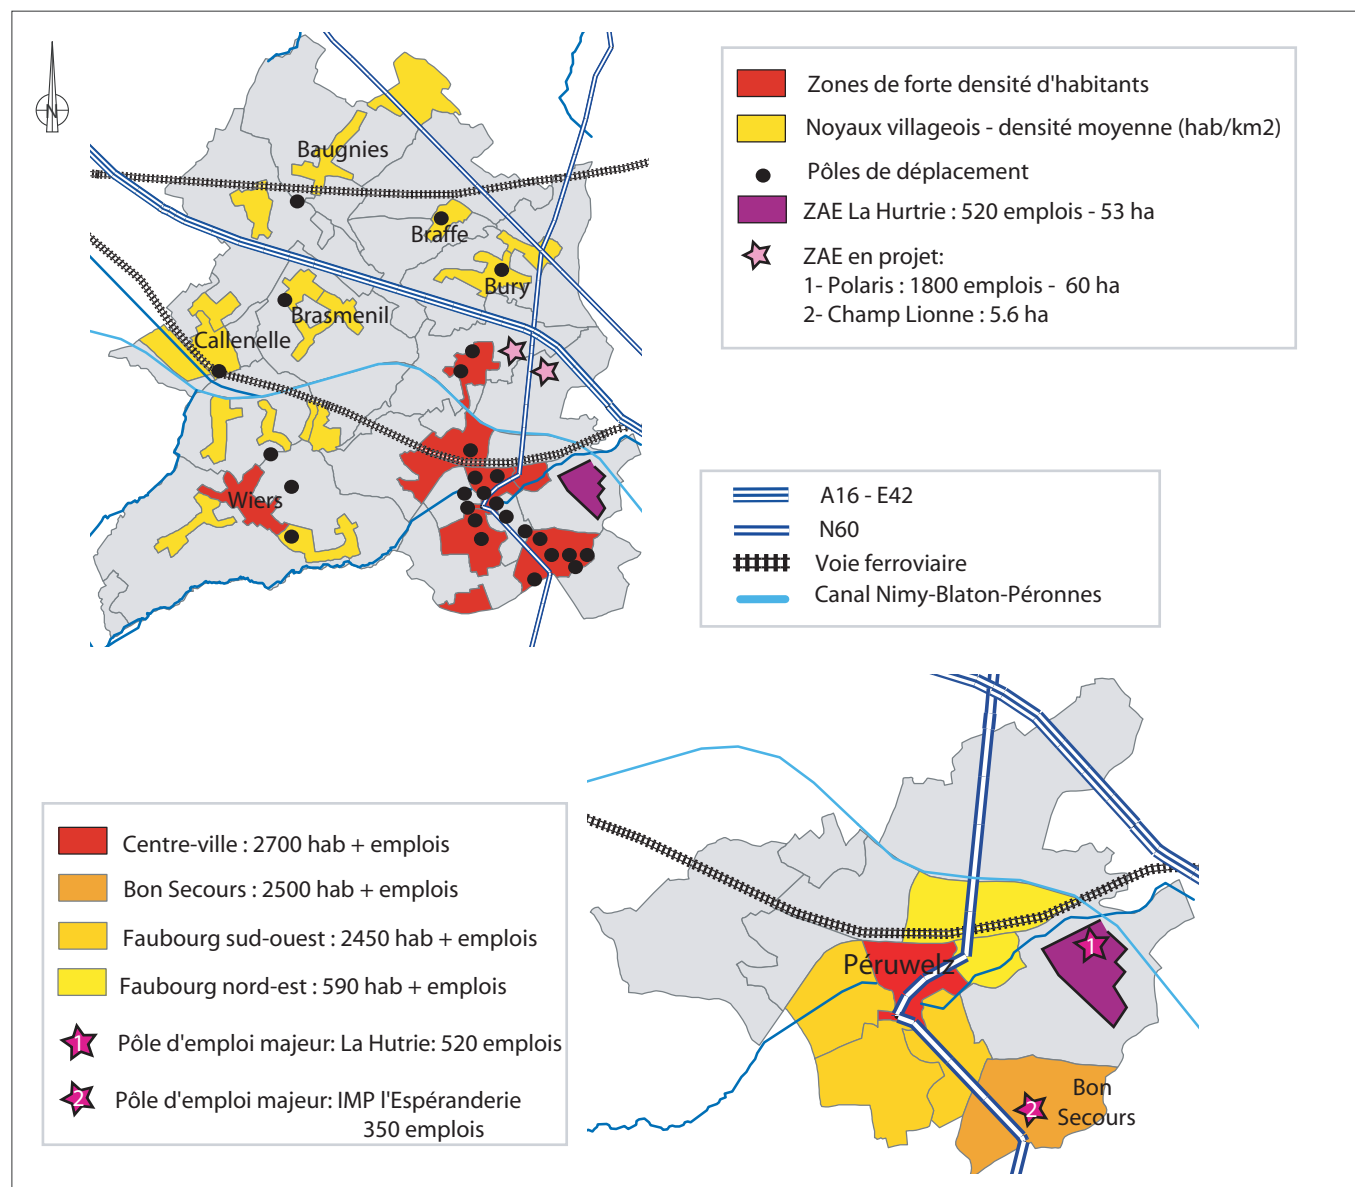 N
Baugnies
Braffe
Bury
Brasmenil
Callenelle
Wiers
Zones de forte densité d'habitants
Noyaux villageois - densité moyenne (hab/km2)
Pôles de déplacement
ZAE La Hurtrie : 520 emplois - 53 ha
ZAE en projet:
1- Polaris : 1800 emplois - 60 ha
2- Champ Lionne : 5.6 ha
A16 - E42
N60
Voie ferroviaire
Canal Nimy-Blaton-Péronnes
Centre-ville : 2700 hab + emplois
Bon Secours : 2500 hab + emplois
Faubourg sud-ouest : 2450 hab + emplois
Faubourg nord-est : 590 hab + emplois
1 Pôle d'emploi majeur: La Hutrie: 520 emplois
2 Pôle d'emploi majeur: IMP l'Espéranderie
350 emplois
Péruwelz
1
Bon
Secours
2